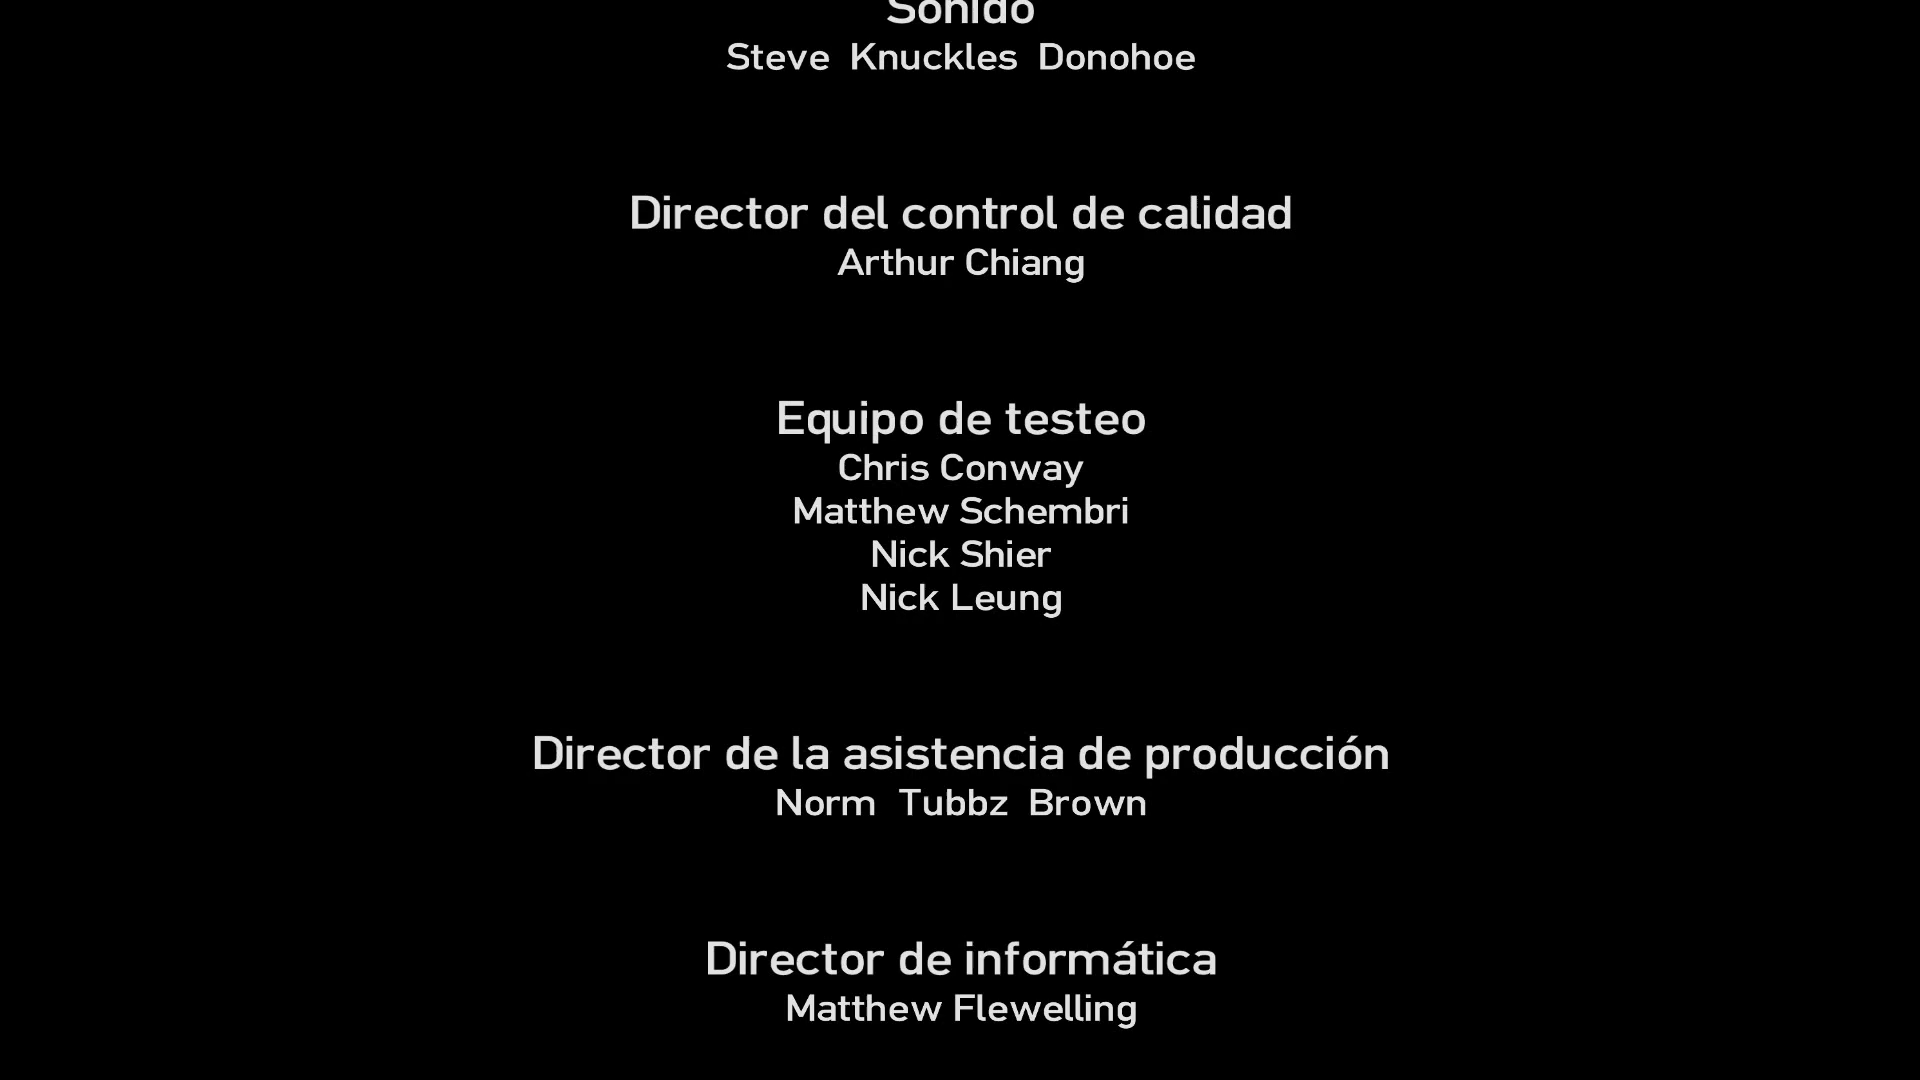 Sonido
Steve Knuckles Donohoe
Director del control de calidad
Arthur Chiang
Equipo de testeo
Chris Conway
Matthew Schembri
Nick Shier
Nick Leung
Director de la asistencia de producción
Norm Tubbz Brown
Director de informática
Matthew Flewelling